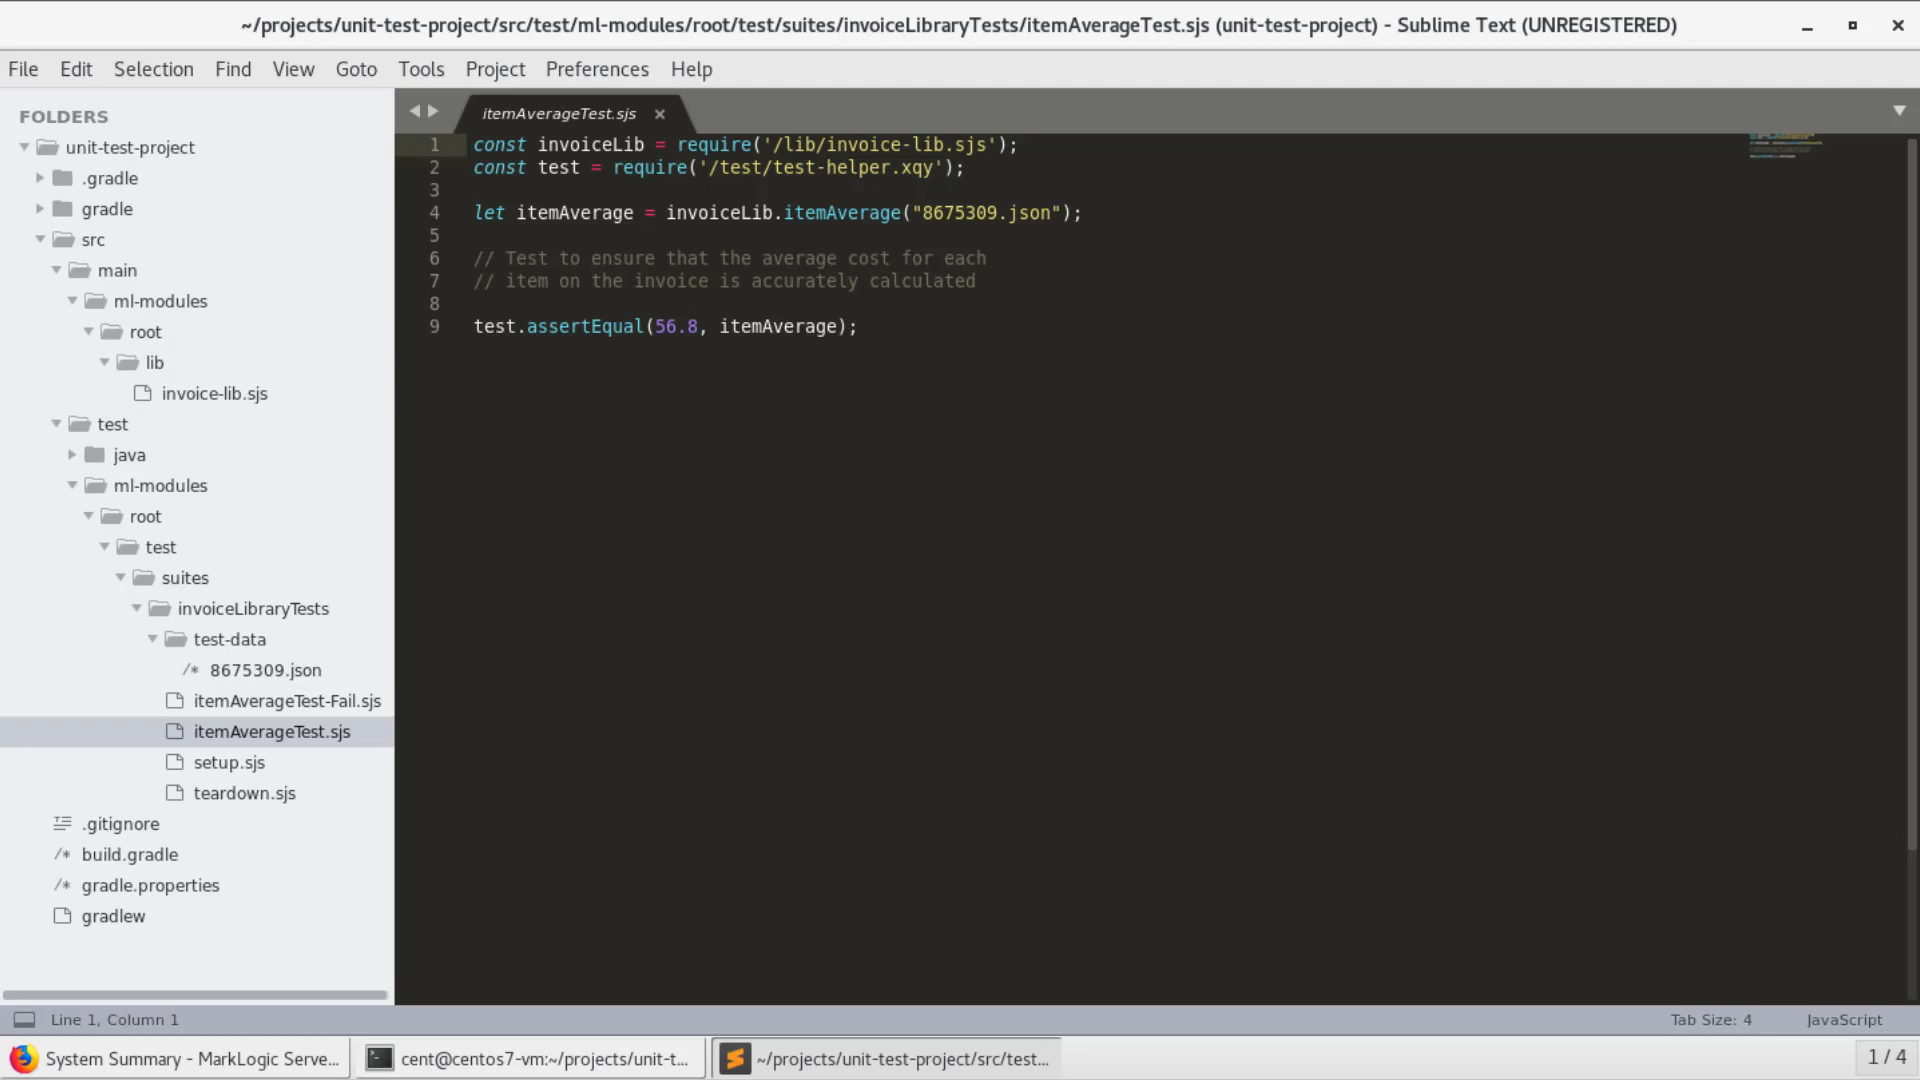 ~/projects/unit-test-project/src/test/ml-modules/root/test/suites/invoiceLibraryTests/itemAverageTest.sjs (unit-test-project) - Sublime Text (UNREGISTERED)
File Edit Selection Find View Goto Tools Project Preferences Help
FOLDERS
unit-test-project
.gradle
gradle
src
main
ml-modules
root
lib
invoice-lib.sjs
test
java
ml-modules
root
test
suites
invoiceLibraryTests
test-data
/* 8675309.json
itemAverageTest-Fail.sjs
itemAverageTest.sjs
setup.sjs
teardown.sjs
.gitignore
/* build.gradle
/* gradle.properties
gradlew
itemAverageTest.sjs
1 const invoiceLib = require('/lib/invoice-lib.sjs');
2 const test = require('/test/test-helper.xqy');
3
4 let itemAverage = invoiceLib.itemAverage("8675309.json");
5
6 // Test to ensure that the average cost for each
7 // item on the invoice is accurately calculated
8
9 test.assertEqual(56.8, itemAverage);
Line 1, Column 1
Tab Size: 4
JavaScript
System Summary - MarkLogic Serve...
cent@centos7-vm:~/projects/unit-t...
~/projects/unit-test-project/src/test...
1 / 4